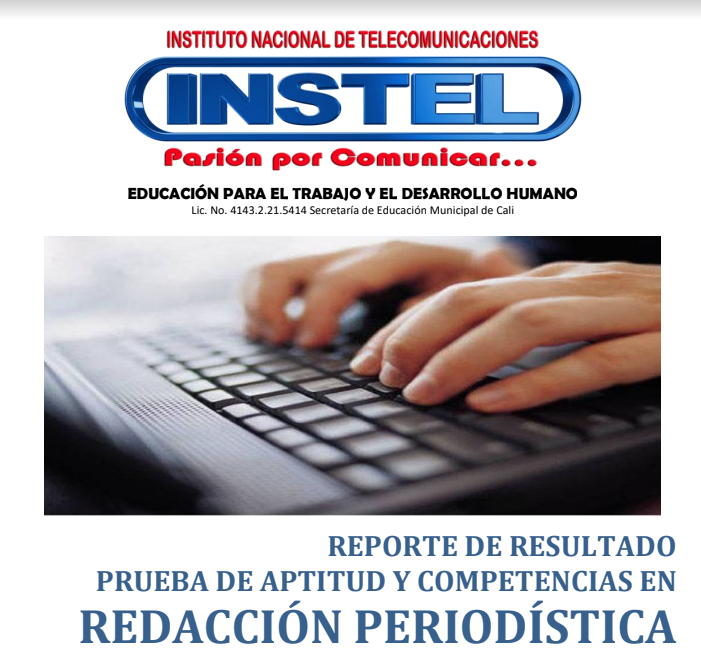 INSTITUTO NACIONAL DE TELECOMUNICACIONES
INSTEL
Pasión por Comunicar...
EDUCACIÓN PARA EL TRABAJO Y EL DESARROLLO HUMANO
Lic. No. 4143.2.21.5414 Secretaría de Educación Municipal de Cali
REPORTE DE RESULTADO
PRUEBA DE APTITUD Y COMPETENCIAS EN
REDACCIÓN PERIODÍSTICA